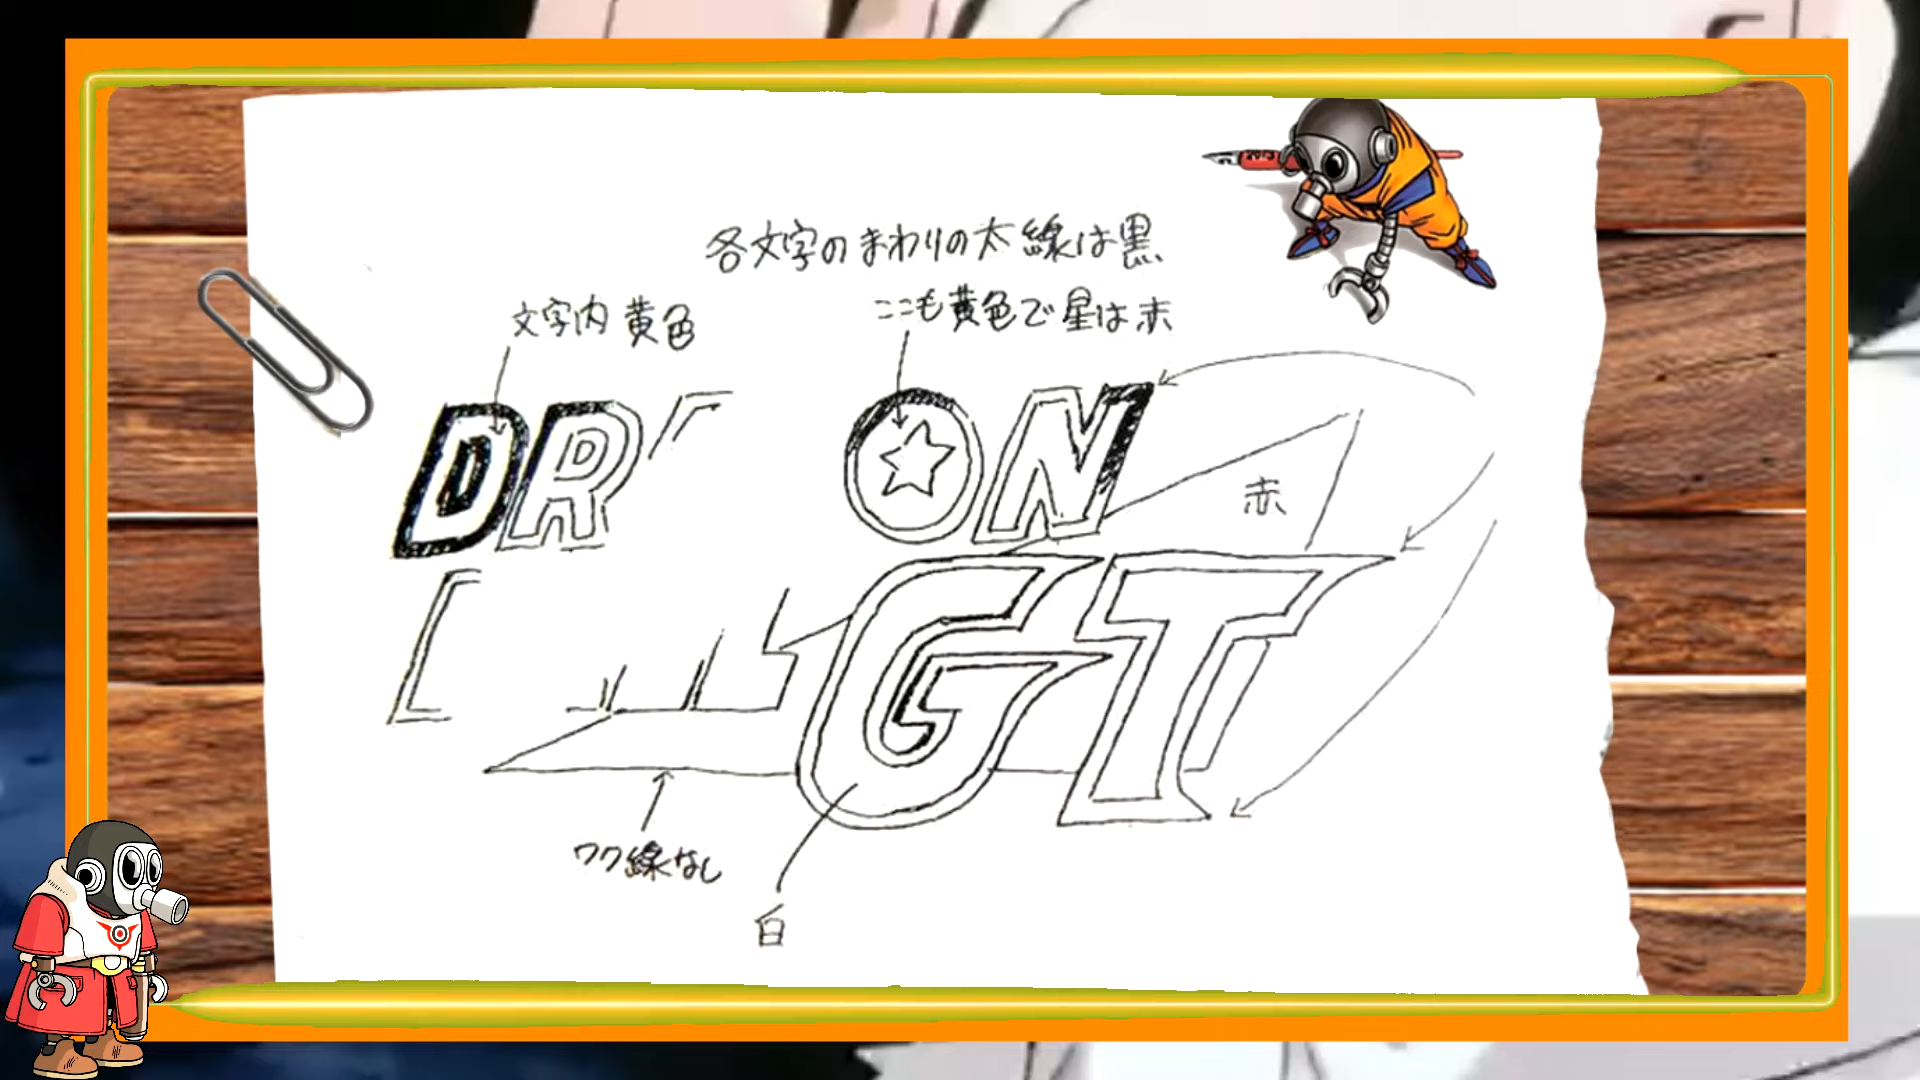 各文字のまわりの太線は黒
文字内 黄色
ここも黄色で星は赤
DR ON
赤
GT
ワク線なし
白